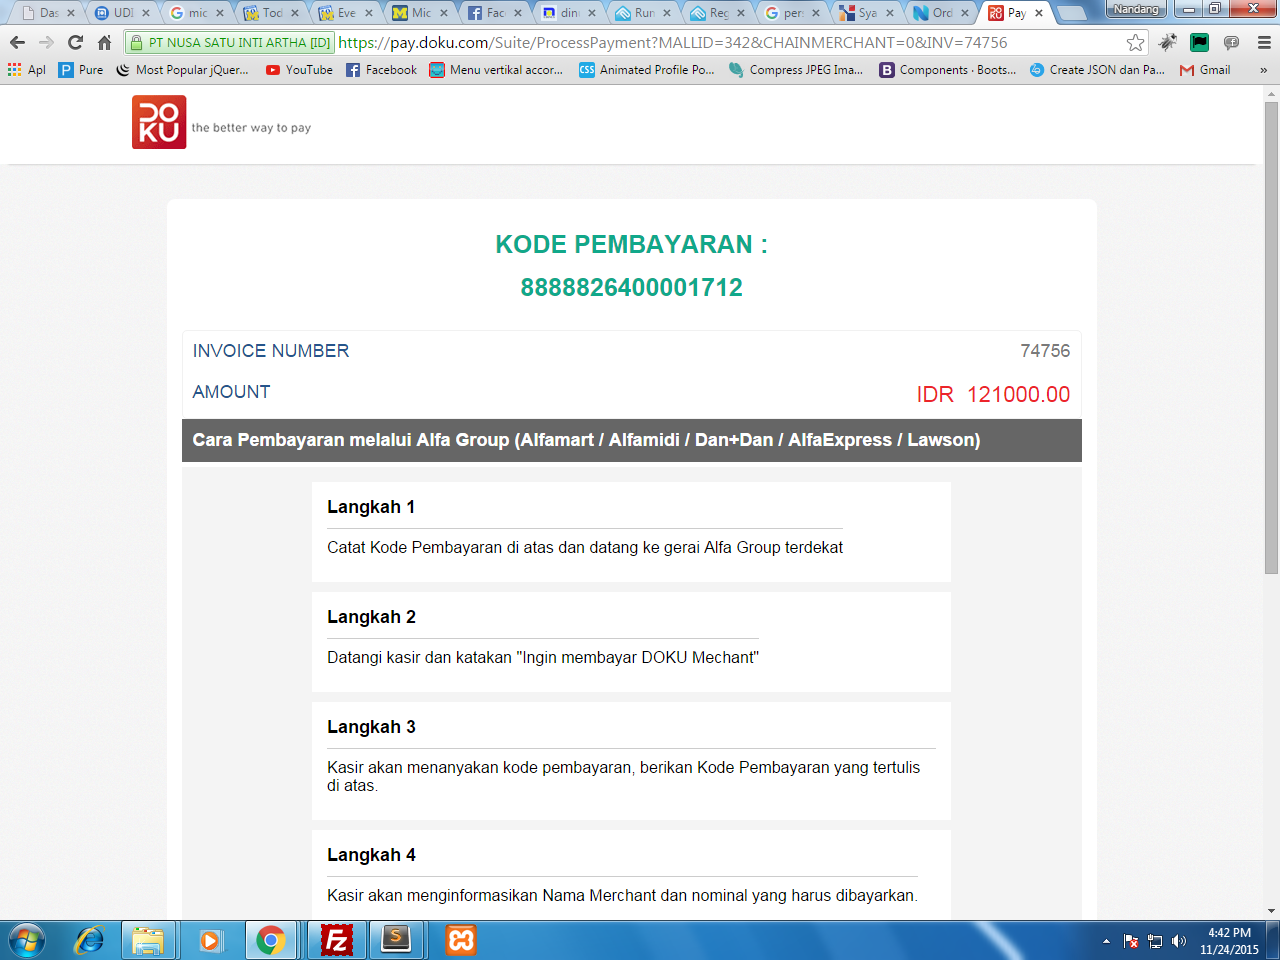 Das
UDI
mic
Tod
Eve
Mic
Fac
din
Run
Reg
per
Sya
Ord
Pay
Nandang
PT NUSA SATU INTI ARTHA [ID]
https://pay.doku.com/Suite/ProcessPayment?MALLID=342&CHAINMERCHANT=0&INV=74756
Apl
Pure
Most Popular jQuer...
YouTube
Facebook
Menu vertikal accor...
CSS
Animated Profile Po...
Compress JPEG Ima...
B
Components · Boots...
Create JSON dan Pa...
Gmail
»
DOKU
the better way to pay
KODE PEMBAYARAN :
8888826400001712
INVOICE NUMBER
74756
AMOUNT
IDR 121000.00
Cara Pembayaran melalui Alfa Group (Alfamart / Alfamidi / Dan+Dan / AlfaExpress / Lawson)
Langkah 1
Catat Kode Pembayaran di atas dan datang ke gerai Alfa Group terdekat
Langkah 2
Datangi kasir dan katakan "Ingin membayar DOKU Mechant"
Langkah 3
Kasir akan menanyakan kode pembayaran, berikan Kode Pembayaran yang tertulis
di atas.
Langkah 4
Kasir akan menginformasikan Nama Merchant dan nominal yang harus dibayarkan.
Fz
S
4:42 PM
11/24/2015